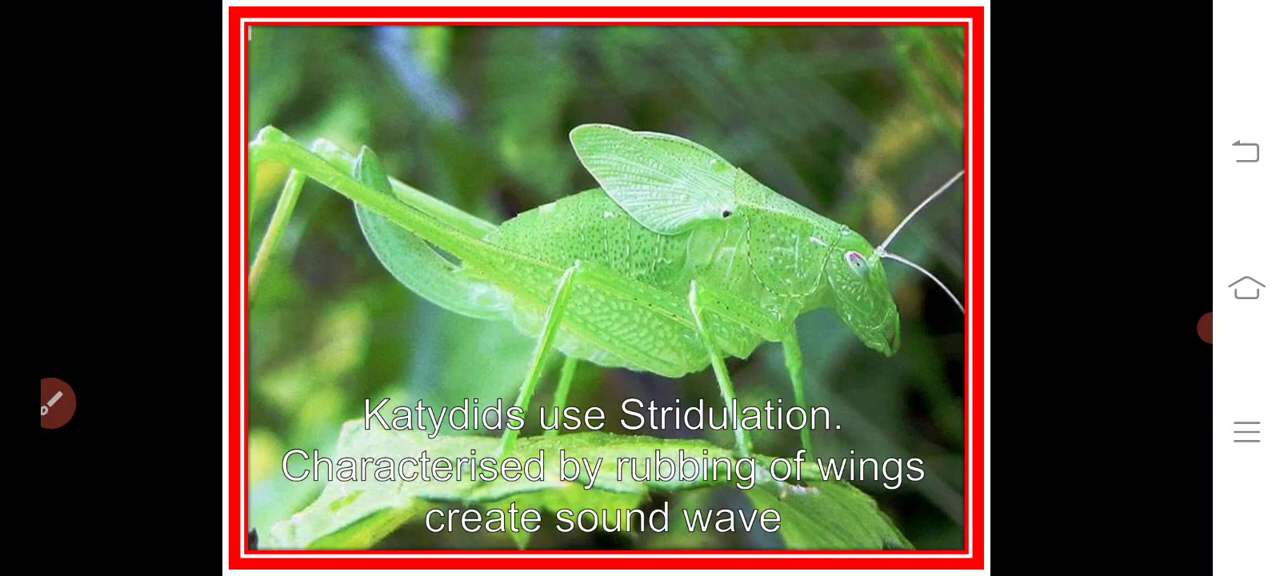 Katydids use Stridulation.
Characterised by rubbing of wings
create sound wave